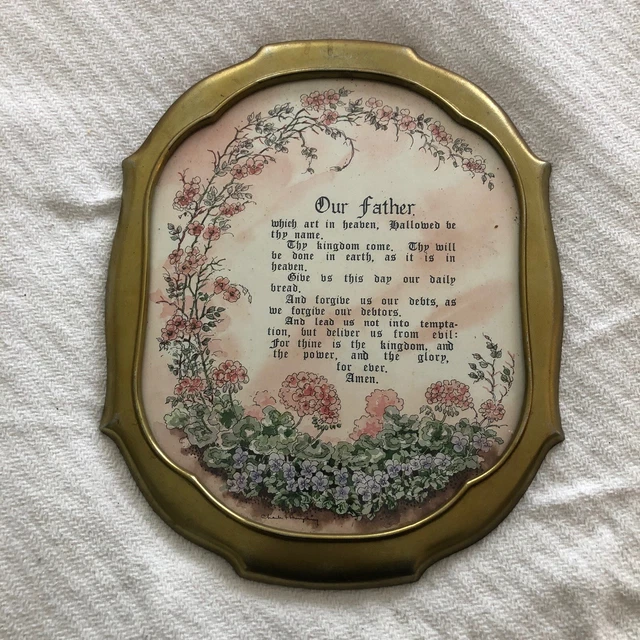 Our Father,
which art in heaven, Hallowed be
thy name.
Thy kingdom come. Thy will
be done in earth, as it is in
heaven.
Give vs this day our daily
bread.
And forgive us our debts, as
we forgive our debtors.
And lead us not into tempta-
tion, but deliver us from evil:
For thine is the kingdom, and
the power, and the glory,
for ever.
Amen.